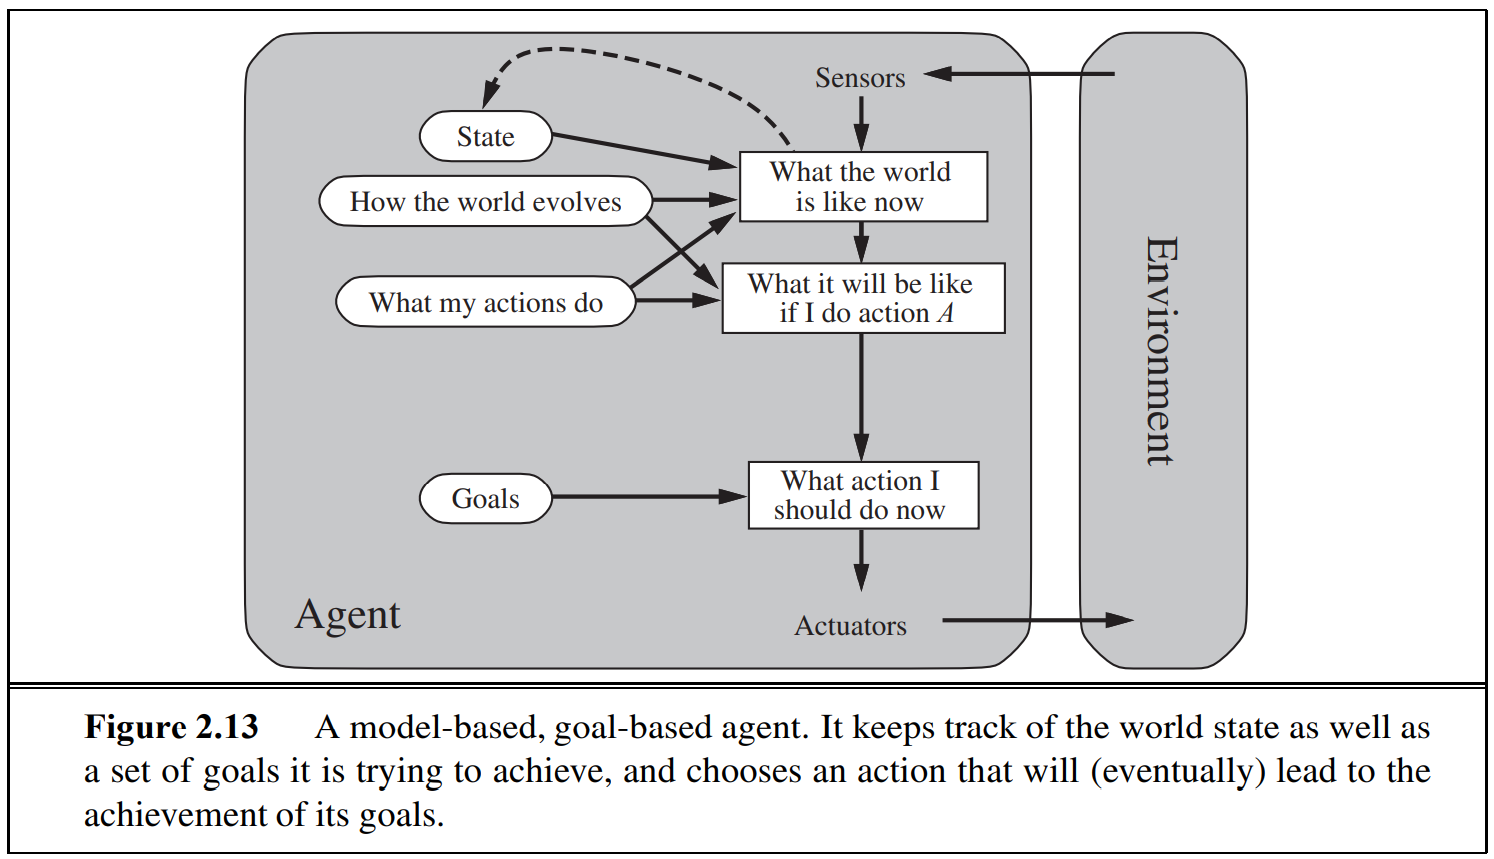 Sensors
State
What the world
is like now
How the world evolves
What my actions do
What it will be like
if I do action A
Goals
What action I
should do now
Agent
Actuators
Environment
Figure 2.13 A model-based, goal-based agent. It keeps track of the world state as well as
a set of goals it is trying to achieve, and chooses an action that will (eventually) lead to the
achievement of its goals.